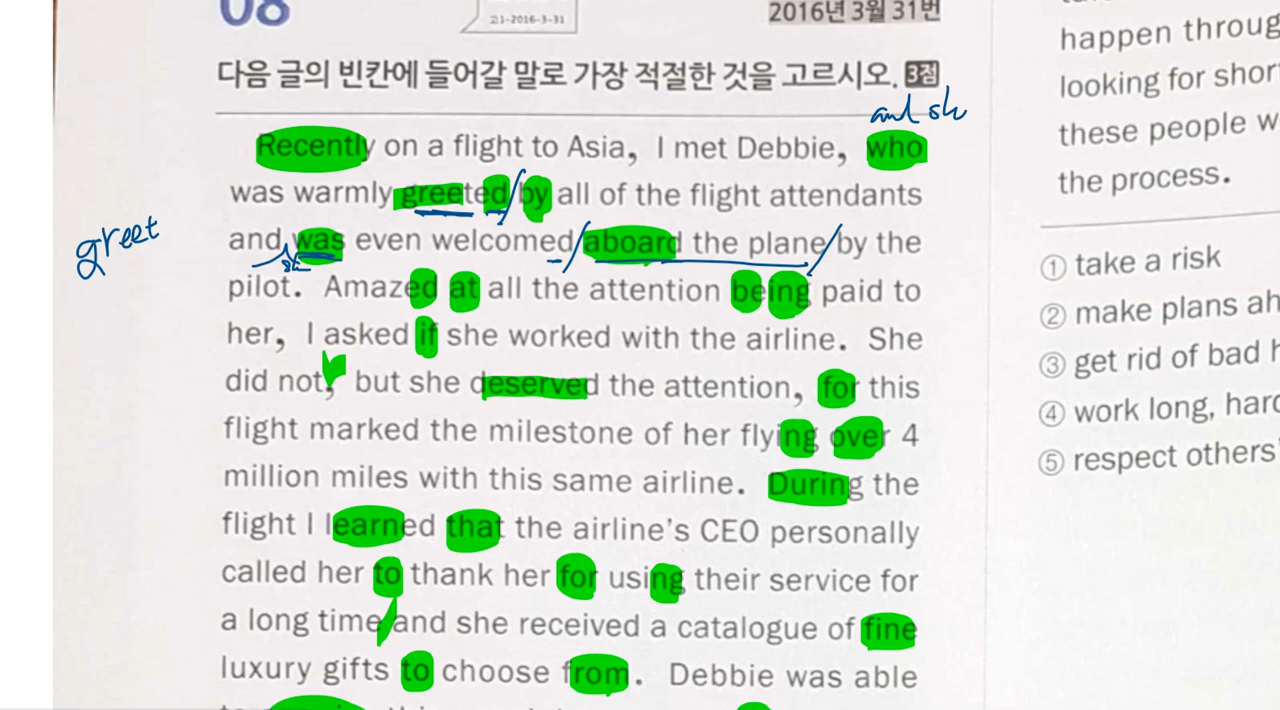 08
고1-2016-3-31
2016년 3월 31번
다음 글의 빈칸에 들어갈 말로 가장 적절한 것을 고르시오. 3점
and sh
Recently on a flight to Asia, I met Debbie, who
was warmly greeted by all of the flight attendants
and was even welcomed aboard the plane by the
greet
pilot. Amazed at all the attention being paid to
her, I asked if she worked with the airline. She
did not, but she deserved the attention, for this
flight marked the milestone of her flying over 4
million miles with this same airline. During the
flight I learned that the airline's CEO personally
called her to thank her for using their service for
a long time and she received a catalogue of fine
luxury gifts to choose from. Debbie was able
happen throug
looking for shor
these people w
the process.
① take a risk
② make plans ah
③ get rid of bad h
④ work long, hard
⑤ respect others'